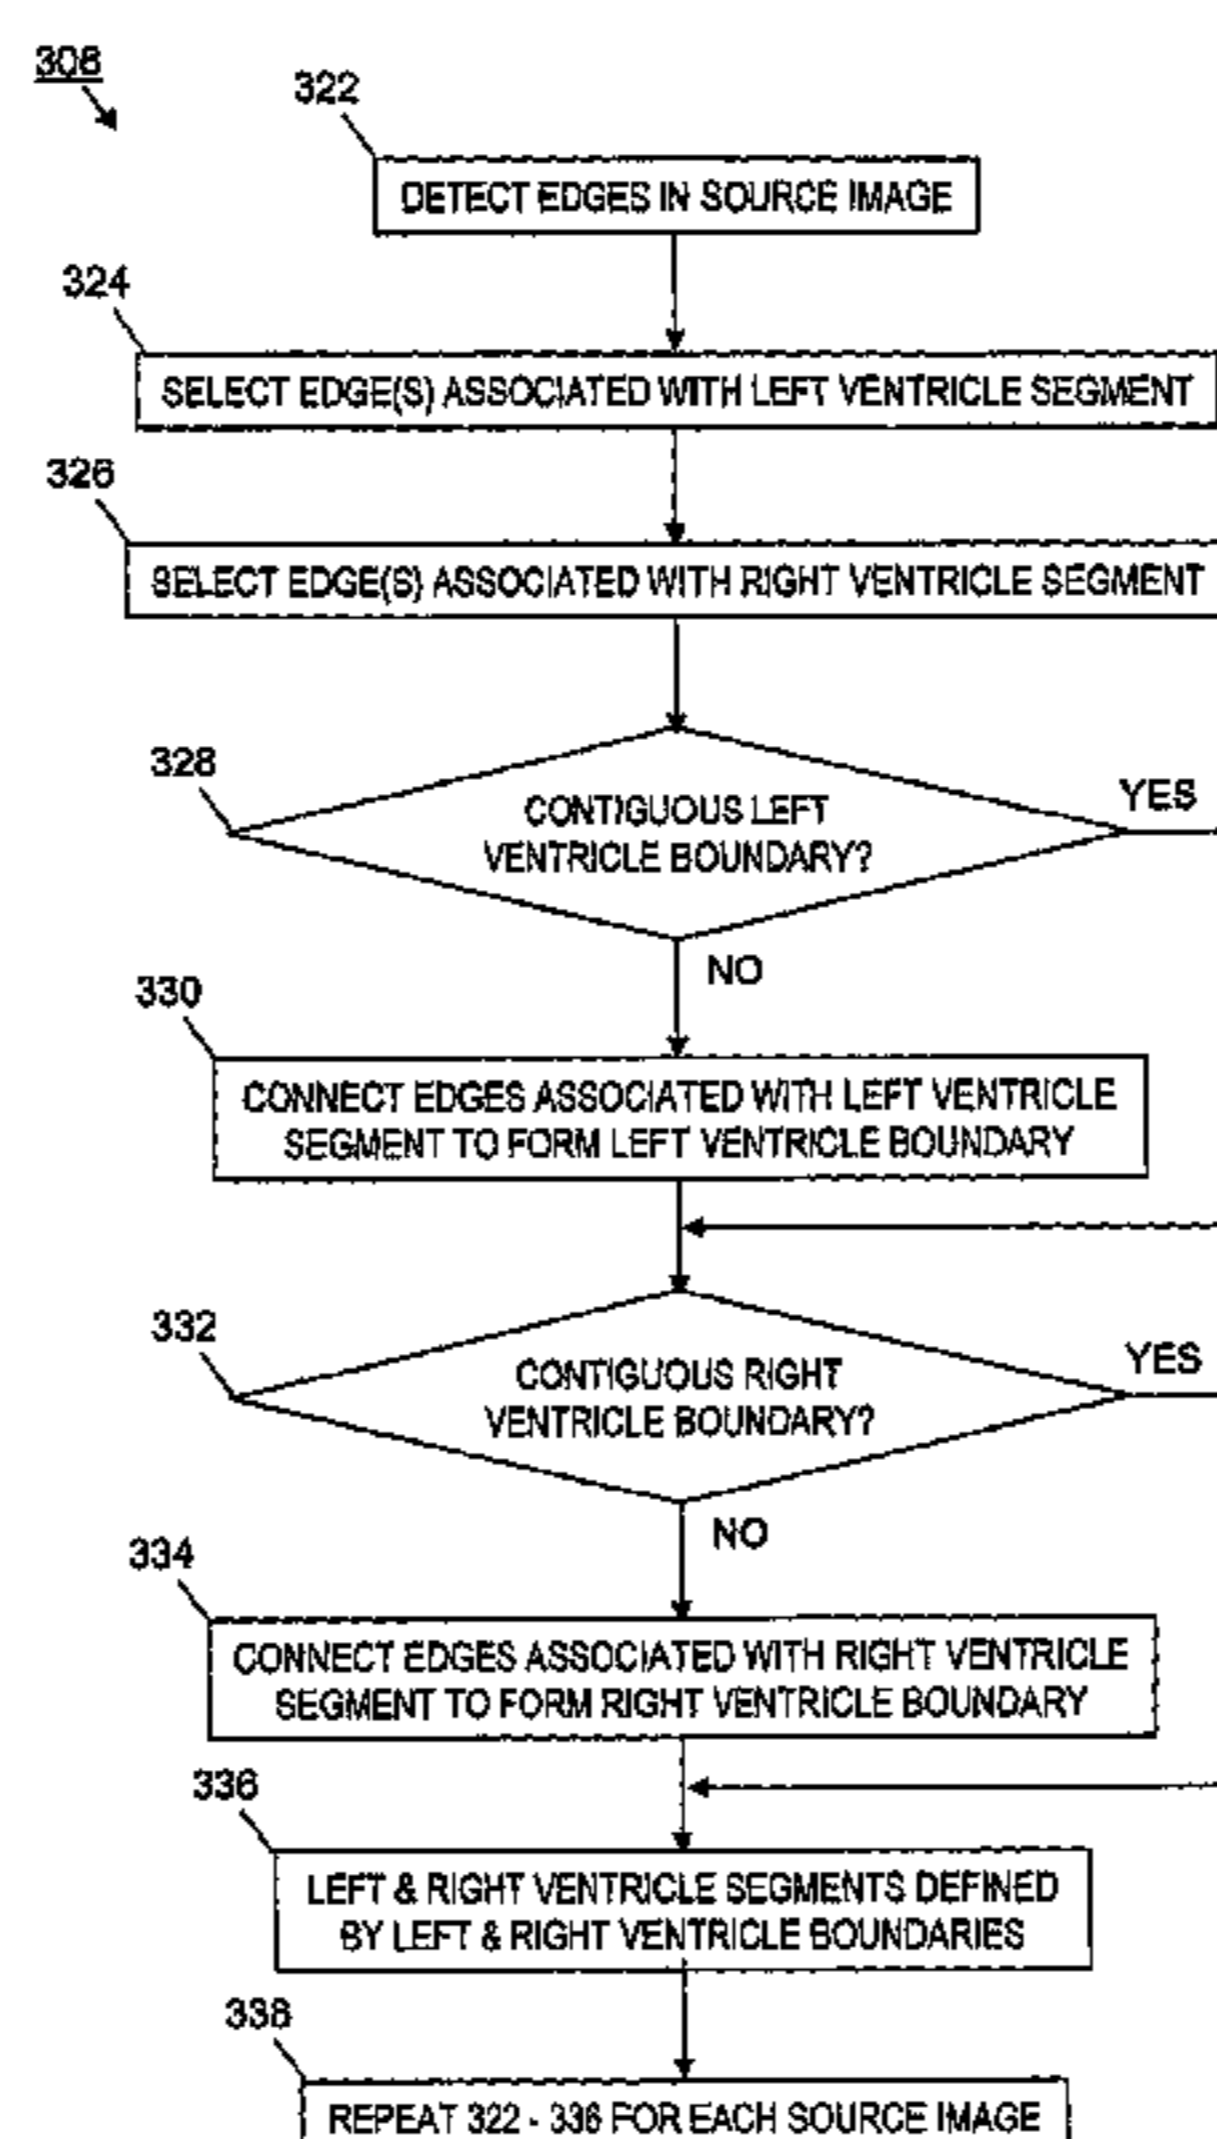 306
322
DETECT EDGES IN SOURCE IMAGE
324
SELECT EDGE(S) ASSOCIATED WITH LEFT VENTRICLE SEGMENT
326
SELECT EDGE(S) ASSOCIATED WITH RIGHT VENTRICLE SEGMENT
328
CONTIGUOUS LEFT
VENTRICLE BOUNDARY?
YES
NO
330
CONNECT EDGES ASSOCIATED WITH LEFT VENTRICLE
SEGMENT TO FORM LEFT VENTRICLE BOUNDARY
332
CONTIGUOUS RIGHT
VENTRICLE BOUNDARY?
YES
NO
334
CONNECT EDGES ASSOCIATED WITH RIGHT VENTRICLE
SEGMENT TO FORM RIGHT VENTRICLE BOUNDARY
336
LEFT & RIGHT VENTRICLE SEGMENTS DEFINED
BY LEFT & RIGHT VENTRICLE BOUNDARIES
338
REPEAT 322 - 336 FOR EACH SOURCE IMAGE